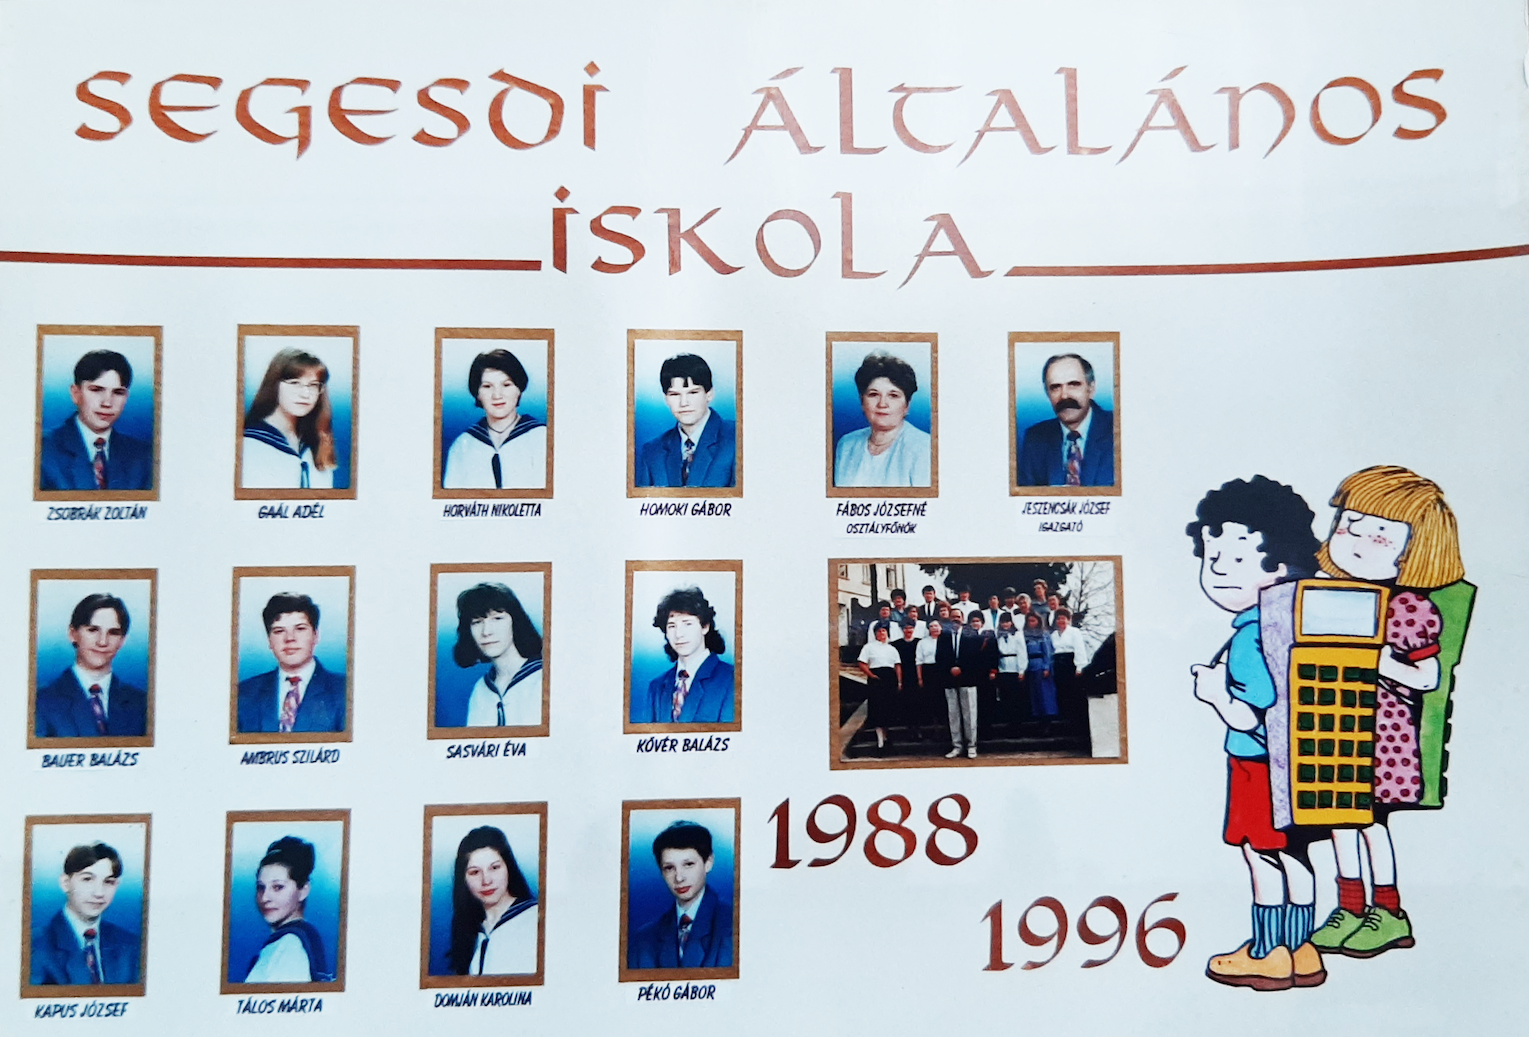 SEGESDI ÁLTALÁNOS
ISKOLA
ZSOBRÁK ZOLTÁN
GAÁL ADÉL
HORVÁTH NIKOLETTA
HOMOKI GÁBOR
FÁBOS JÓZSEFNÉ
OSZTÁLYFŐNÖK
JESZENCSÁK JÓZSEF
IGAZGATÓ
BAUER BALÁZS
AMBRUS SZILÁRD
SASVÁRI ÉVA
KŐVÉR BALÁZS
1988
1996
KAPUS JÓZSEF
TÁLOS MÁRTA
DOMJÁN KAROLINA
PÉKÓ GÁBOR